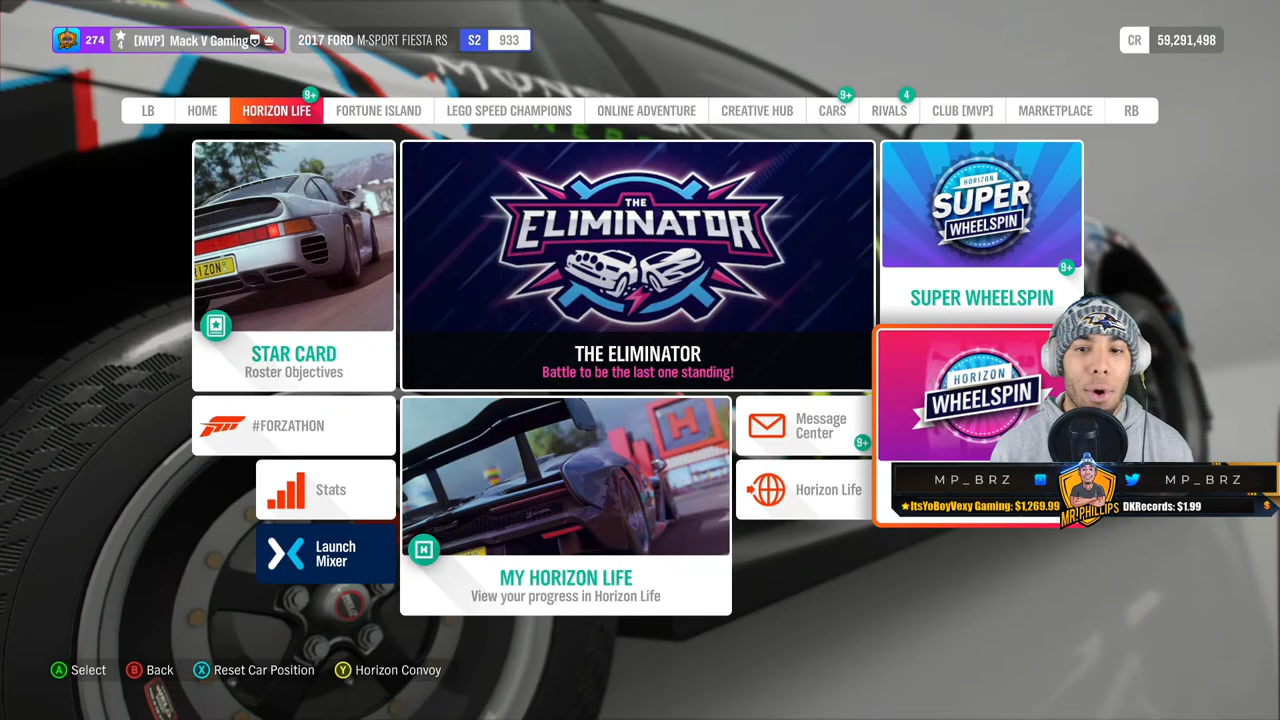 274 4 [MVP] Mack V Gaming
2017 FORD M-SPORT FIESTA RS S2 933
CR 59,291,498
LB HOME HORIZON LIFE 9+ FORTUNE ISLAND LEGO SPEED CHAMPIONS ONLINE ADVENTURE CREATIVE HUB CARS 9+ RIVALS 4 CLUB [MVP] MARKETPLACE RB
STAR CARD
Roster Objectives
THE
ELIMINATOR
THE ELIMINATOR
Battle to be the last one standing!
HORIZON
SUPER
WHEELSPIN
9+
SUPER WHEELSPIN
HORIZON
WHEELSPIN
#FORZATHON
Stats
Launch
Mixer
H
MY HORIZON LIFE
View your progress in Horizon Life
Message
Center
9+
Horizon Life
MP_BRZ MP_BRZ
ItsYoBoyVexy Gaming: $1,269.99 DKRecords: $1.99 $
MR.PHILLIPS
A Select B Back X Reset Car Position Y Horizon Convoy